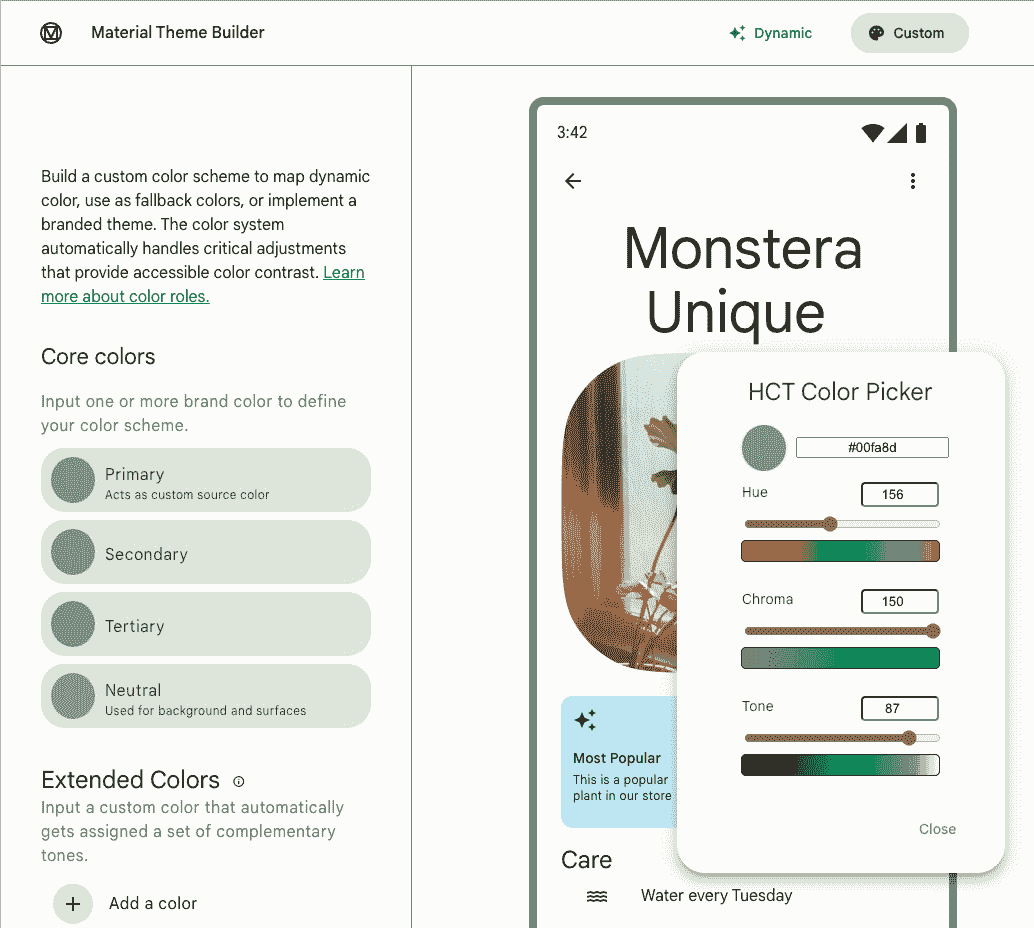 Material Theme Builder
Dynamic
Custom
Build a custom color scheme to map dynamic
color, use as fallback colors, or implement a
branded theme. The color system
automatically handles critical adjustments
that provide accessible color contrast. Learn
more about color roles.
Core colors
Input one or more brand color to define
your color scheme.
Primary
Acts as custom source color
Secondary
Tertiary
Neutral
Used for background and surfaces
Extended Colors
Input a custom color that automatically
gets assigned a set of complementary
tones.
Add a color
3:42
Monstera
Unique
Most Popular
This is a popular
plant in our store
Care
Water every Tuesday
HCT Color Picker
#00fa8d
Hue
156
Chroma
150
Tone
87
Close